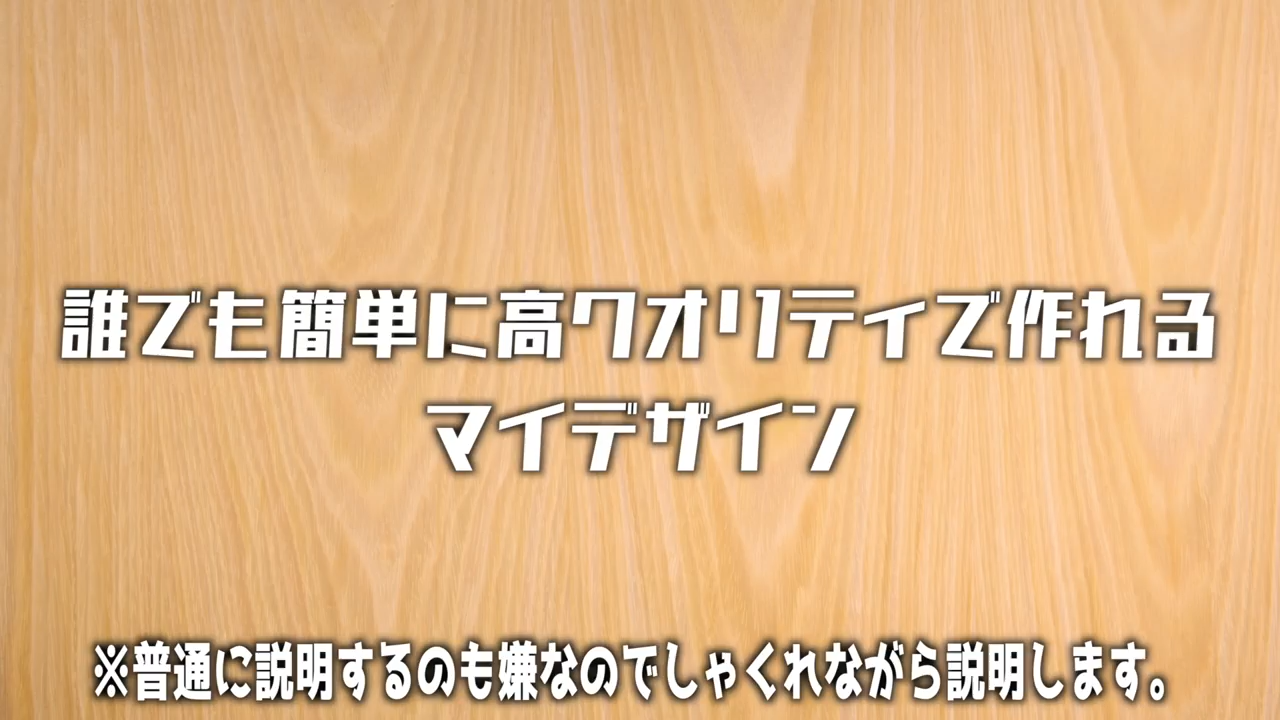 誰でも簡単に高クオリティで作れる
マイデザイン
※普通に説明するのも嫌なのでしゃくれながら説明します。